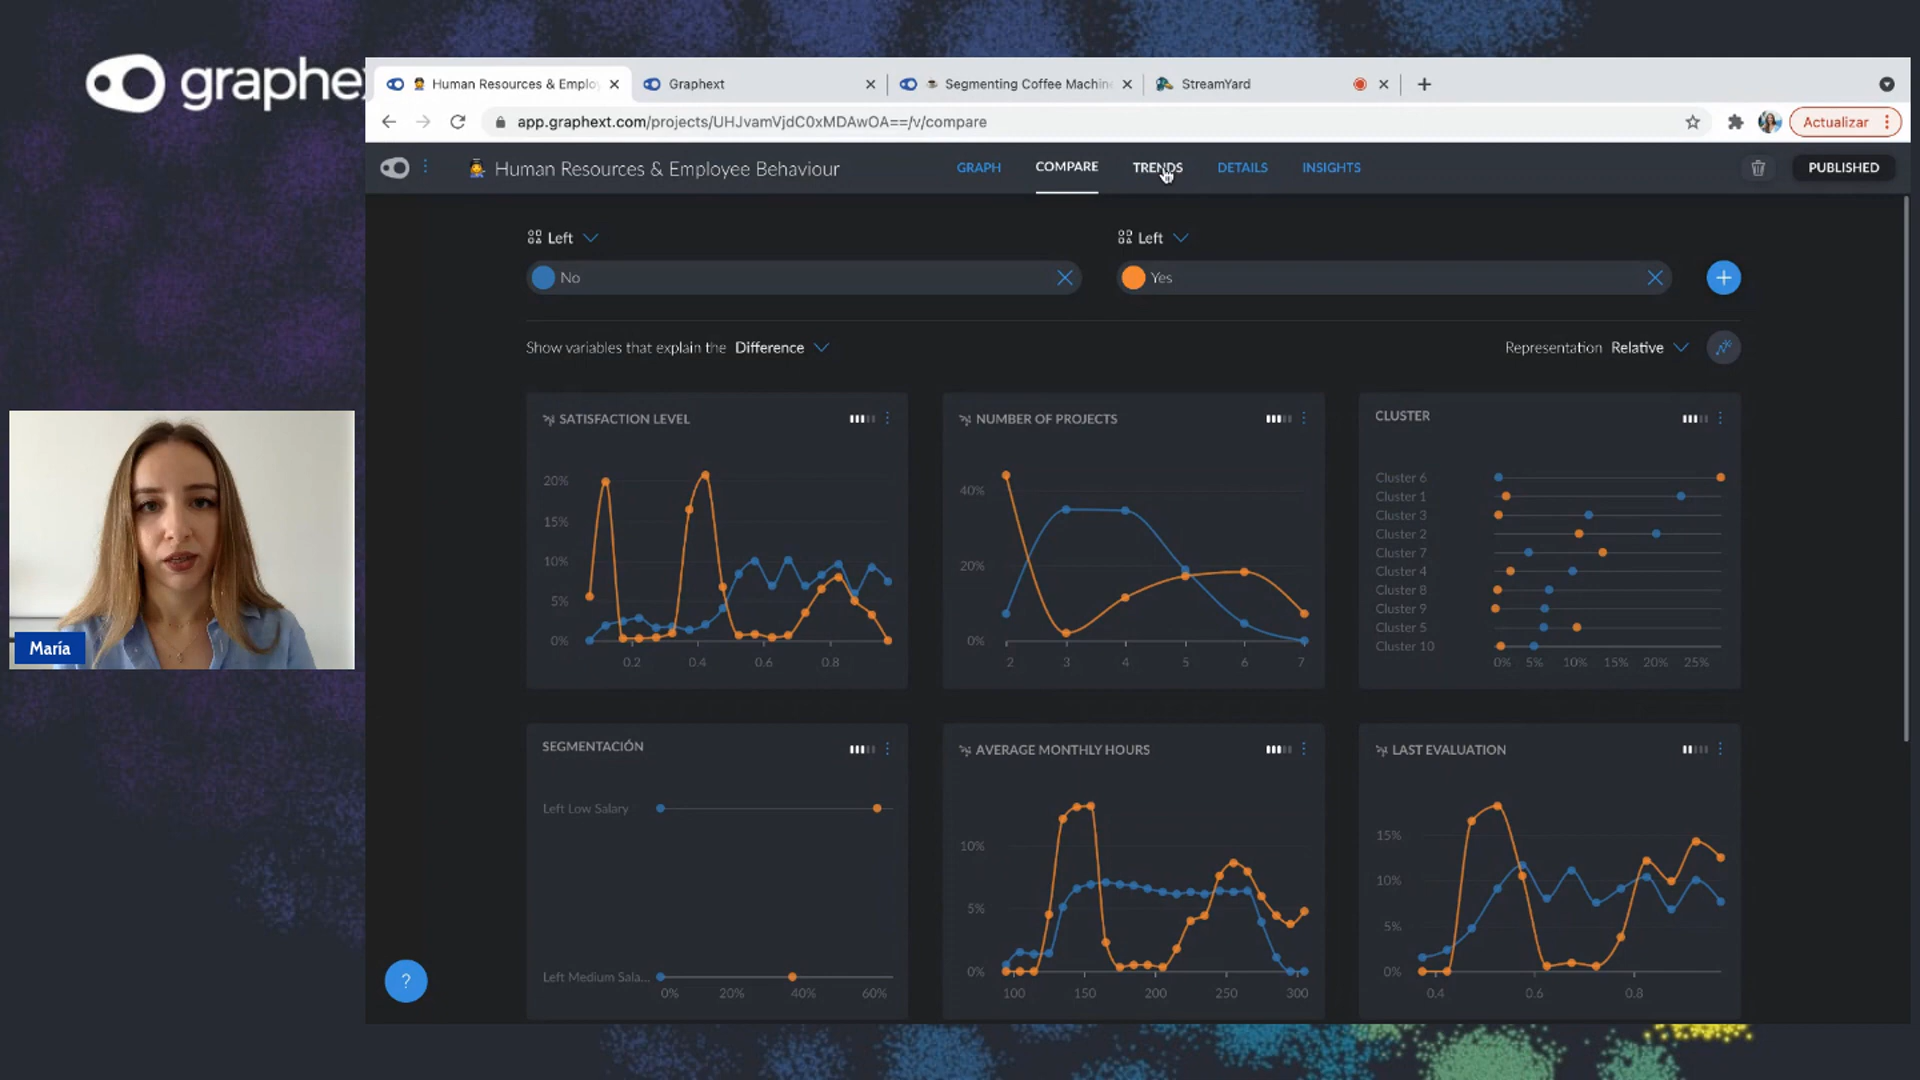 graphex
Human Resources & Emplo
Graphext
Segmenting Coffee Machin
StreamYard
app.graphext.com/projects/UHJvamVjdC0xMDAwOA==/v/compare
Actualizar
Human Resources & Employee Behaviour
GRAPH COMPARE TRENDS DETAILS INSIGHTS
PUBLISHED
Left
Left
No
Yes
Show variables that explain the Difference
Representation Relative
SATISFACTION LEVEL
20%
15%
10%
5%
0%
0.2 0.4 0.6 0.8
NUMBER OF PROJECTS
40%
20%
0%
2 3 4 5 6 7
CLUSTER
Cluster 6
Cluster 1
Cluster 3
Cluster 2
Cluster 7
Cluster 4
Cluster 8
Cluster 9
Cluster 5
Cluster 10
0% 5% 10% 15% 20% 25%
María
SEGMENTACIÓN
Left Low Salary
Left Medium Sala...
0% 20% 40% 60%
AVERAGE MONTHLY HOURS
10%
5%
0%
100 150 200 250 300
LAST EVALUATION
15%
10%
5%
0%
0.4 0.6 0.8
?